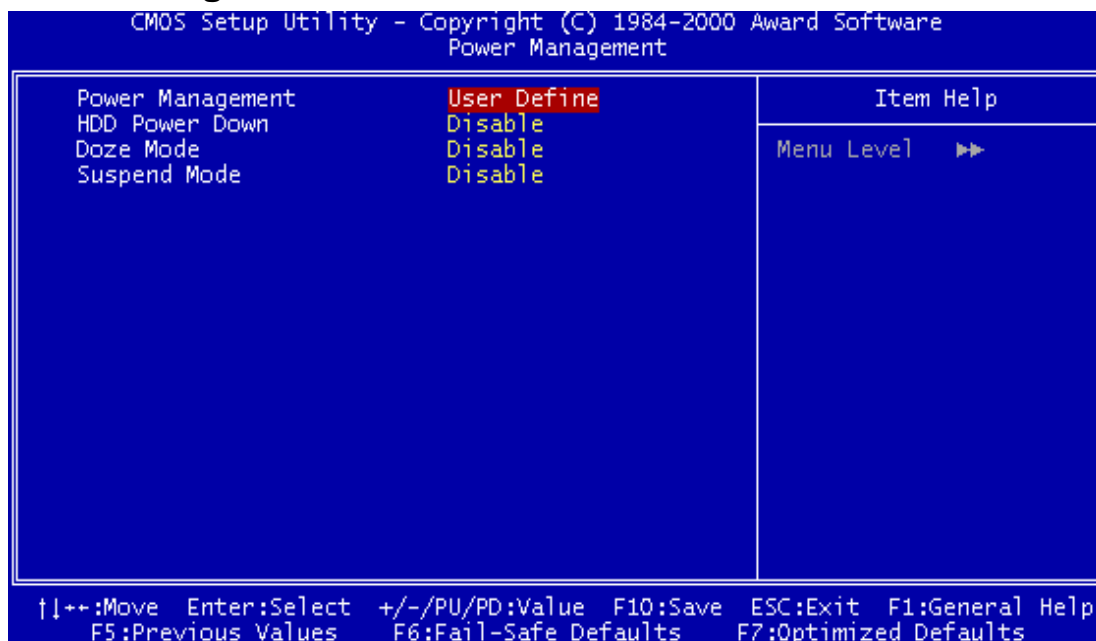 CMOS Setup Utility - Copyright (C) 1984-2000 Award Software
Power Management
Power Management User Define
HDD Power Down Disable
Doze Mode Disable
Suspend Mode Disable
Item Help
Menu Level ▶▶
↑↓←→:Move Enter:Select +/-/PU/PD:Value F10:Save ESC:Exit F1:General Help
F5:Previous Values F6:Fail-Safe Defaults F7:Optimized Defaults